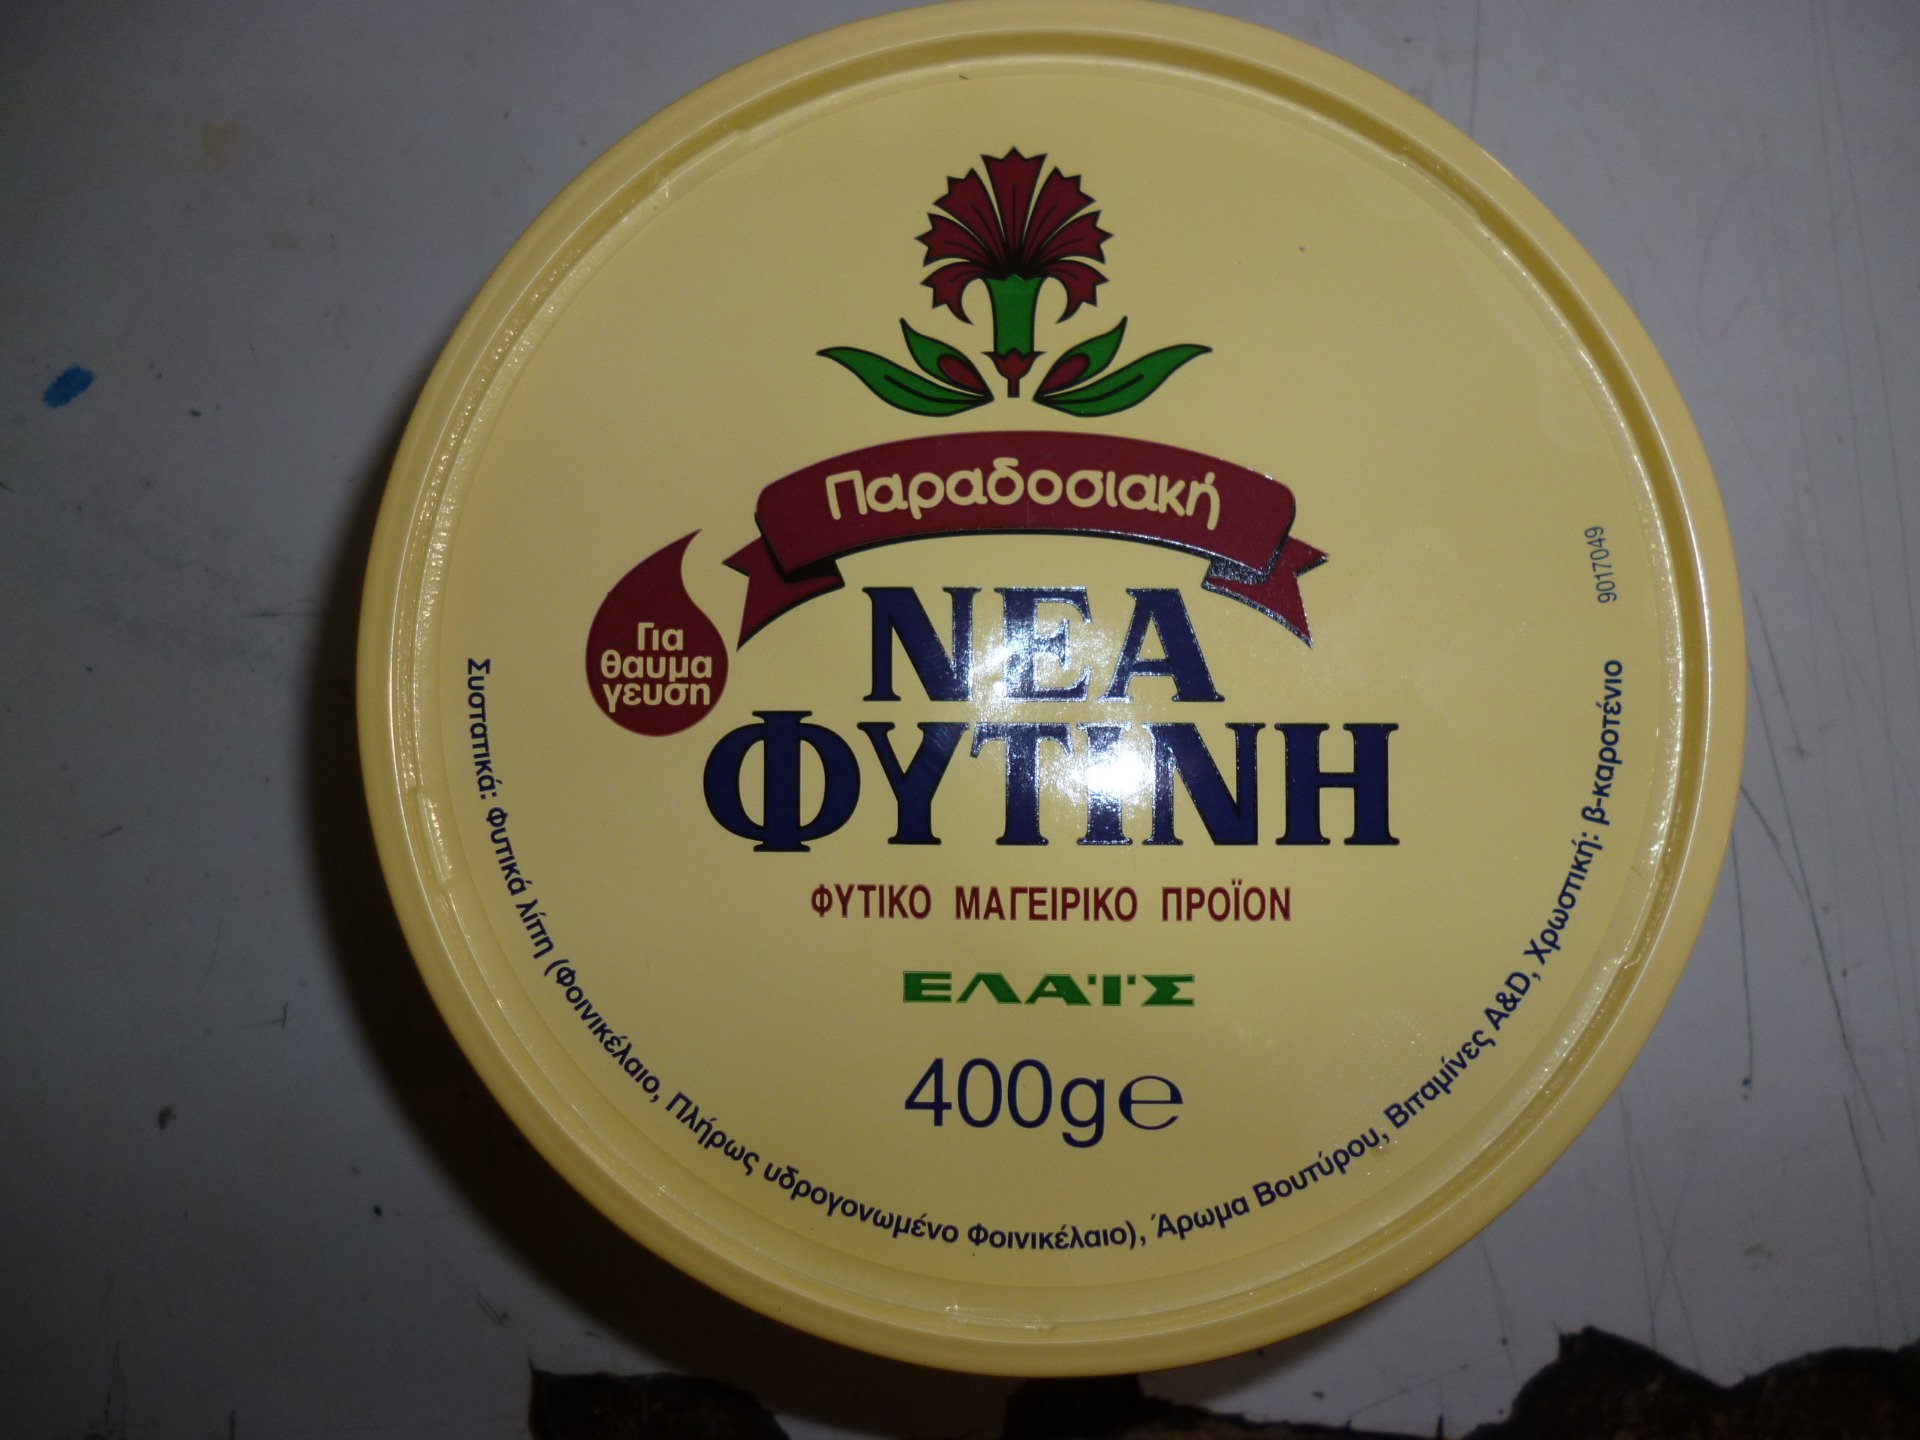 Παραδοσιακή
Για
θαυμα
γευση
ΝΕΑ
ΦΥΤΙΝΗ
ΦΥΤΙΚΟ ΜΑΓΕΙΡΙΚΟ ΠΡΟΪΟΝ
ΕΛΑΪΣ
400g℮
Συστατικά: Φυτικά λίπη (Φοινικέλαιο, Πλήρως υδρογονωμένο Φοινικέλαιο), Άρωμα Βουτύρου, Βιταμίνες A&D, Χρωστική: β-καροτένιο
9017049